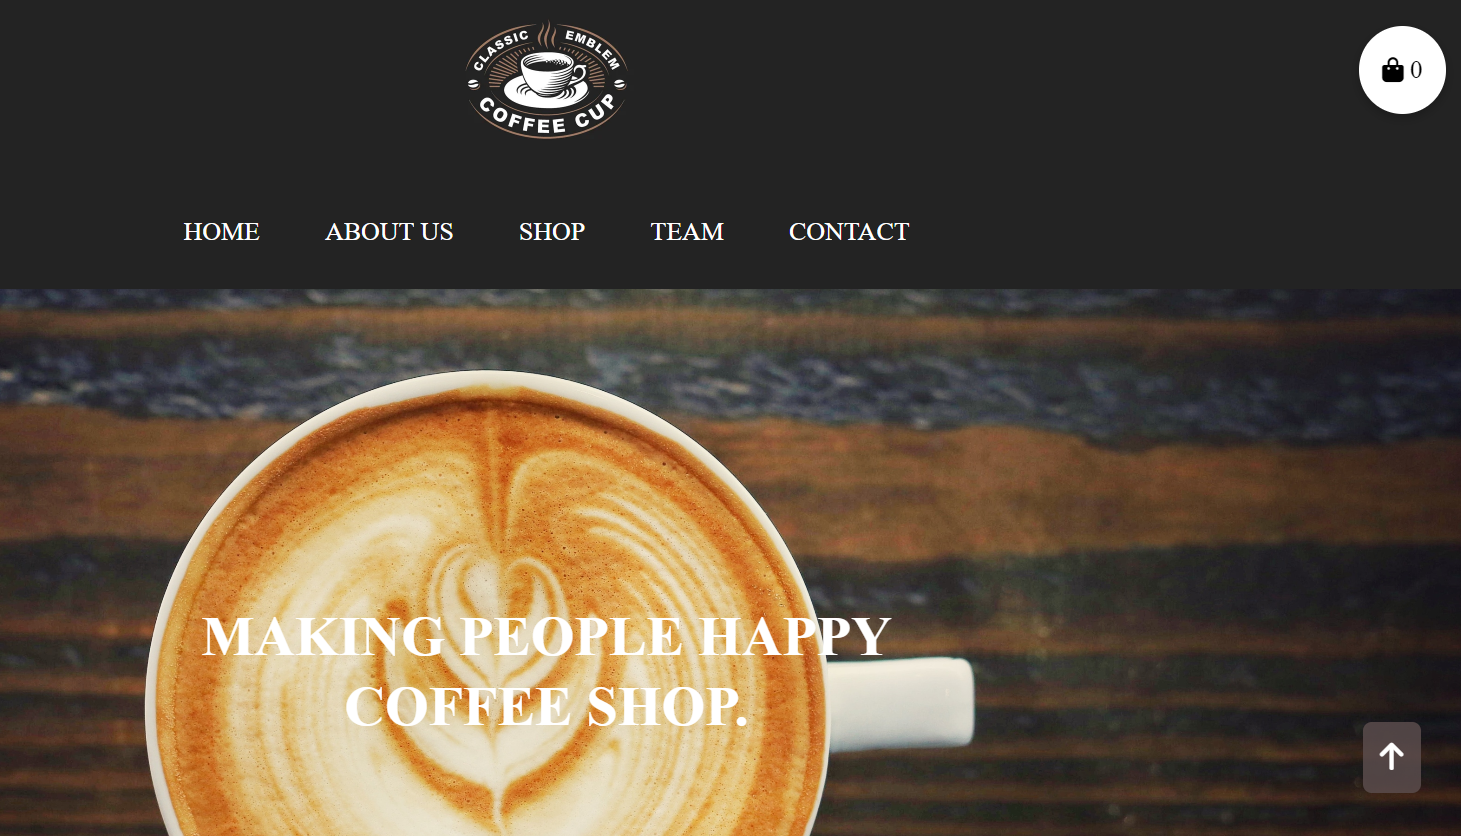 CLASSIC EMBLEM
COFFEE CUP
0
HOME ABOUT US SHOP TEAM CONTACT
MAKING PEOPLE HAPPY
COFFEE SHOP.